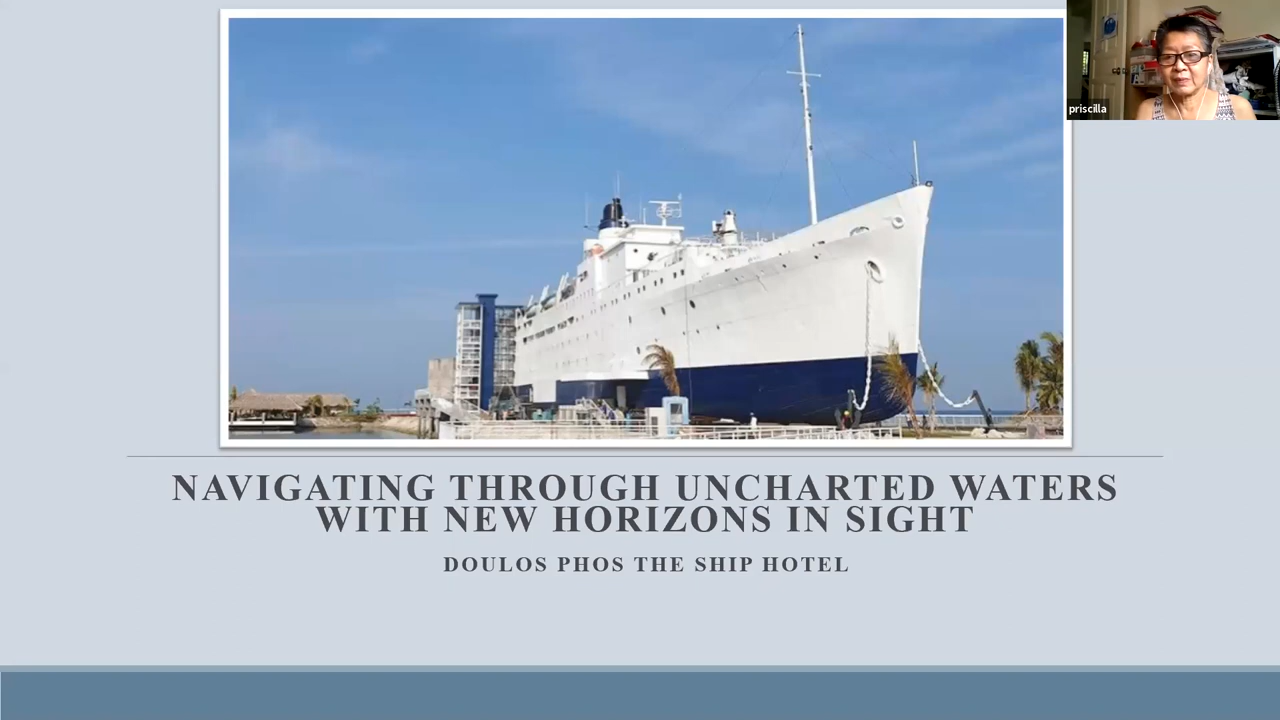 priscilla
NAVIGATING THROUGH UNCHARTED WATERS
WITH NEW HORIZONS IN SIGHT
DOULOS PHOS THE SHIP HOTEL